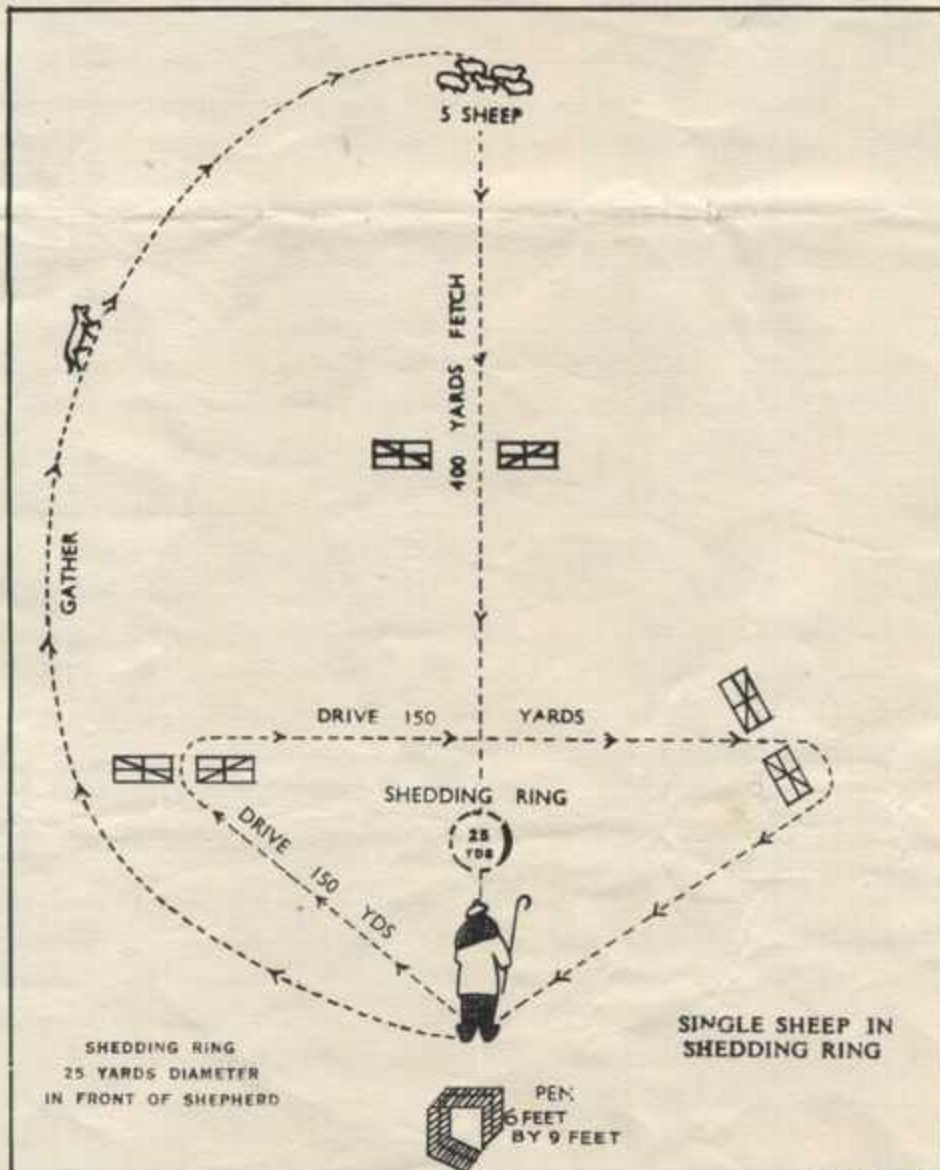 5 SHEEP
400 YARDS FETCH
GATHER
DRIVE 150 YARDS
SHEDDING RING
25
YDS
DRIVE 150 YDS
SHEDDING RING
25 YARDS DIAMETER
IN FRONT OF SHEPHERD
SINGLE SHEEP IN
SHEDDING RING
PEN
6 FEET
BY 9 FEET